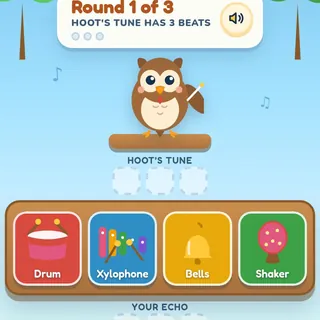 Round 1 of 3
HOOT'S TUNE HAS 3 BEATS
HOOT'S TUNE
Drum
Xylophone
Bells
Shaker
YOUR ECHO